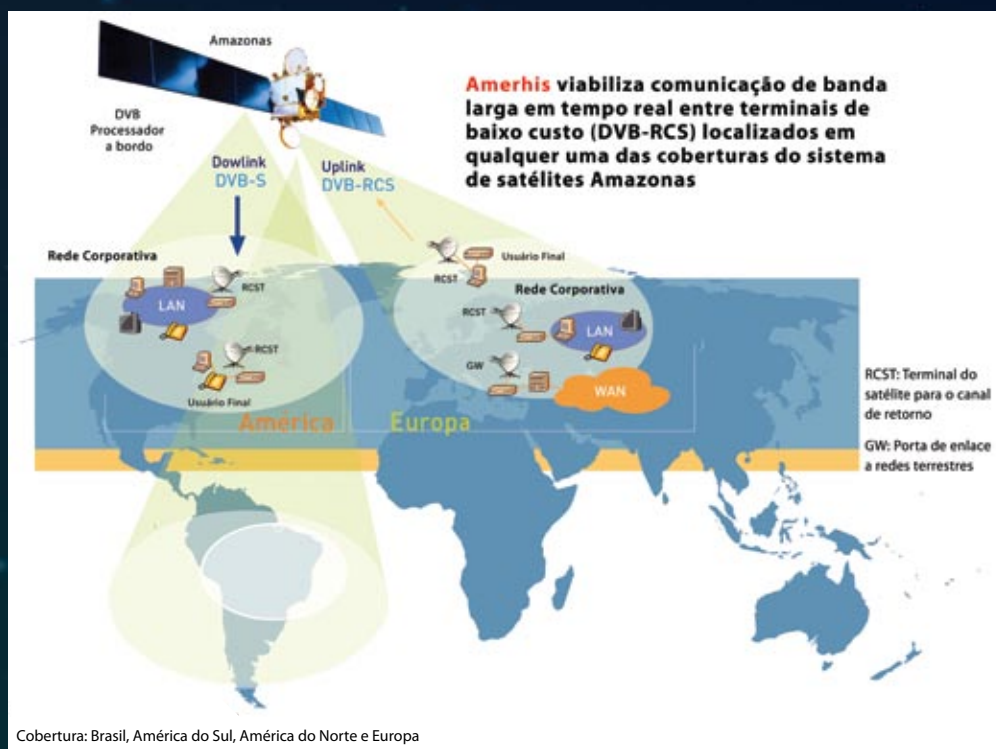 Amazonas
DVB
Processador
a bordo
Amerhis viabiliza comunicação de banda
larga em tempo real entre terminais de
baixo custo (DVB-RCS) localizados em
qualquer uma das coberturas do sistema
de satélites Amazonas
Dowlink
DVB-S
Uplink
DVB-RCS
Rede Corporativa
RCST
LAN
RCST
Usuário Final
Usuário Final
RCST
Rede Corporativa
RCST
LAN
GW
WAN
América
Europa
RCST: Terminal do
satélite para o canal
de retorno
GW: Porta de enlace
a redes terrestres
Cobertura: Brasil, América do Sul, América do Norte e Europa